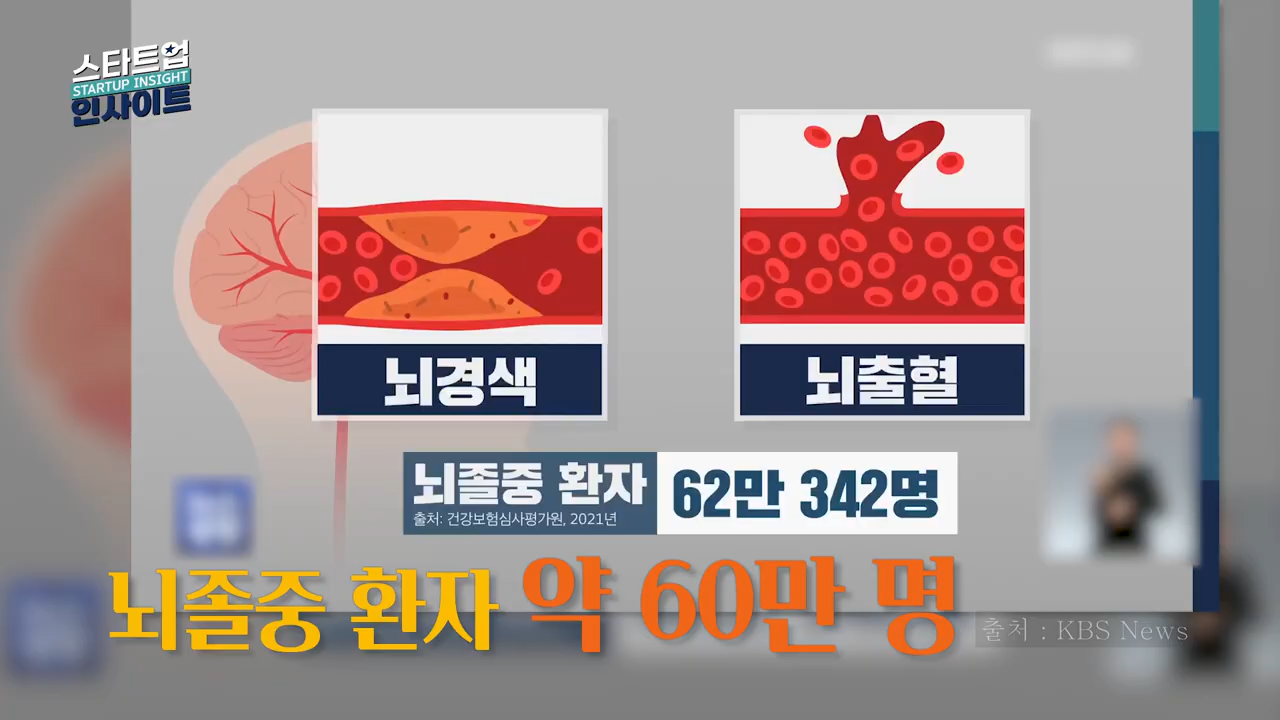 스타트업
STARTUP INSIGHT
인사이트
뇌경색
뇌출혈
뇌졸중 환자
출처: 건강보험심사평가원, 2021년
62만 342명
뇌졸중 환자 약 60만 명
출처 : KBS News